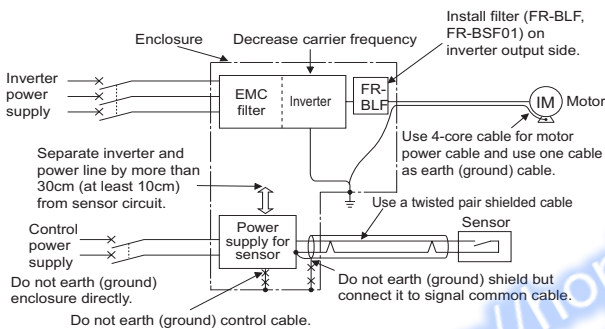 Install filter (FR-BLF,
FR-BSF01) on
inverter output side.
Enclosure
Decrease carrier frequency
Inverter
power
supply
EMC
filter
Inverter
FR-
BLF
IM
Motor
Use 4-core cable for motor
power cable and use one cable
as earth (ground) cable.
Separate inverter and
power line by more than
30cm (at least 10cm)
from sensor circuit.
Use a twisted pair shielded cable
Sensor
Control
power
supply
Power
supply for
sensor
Do not earth (ground)
enclosure directly.
Do not earth (ground) shield but
connect it to signal common cable.
Do not earth (ground) control cable.